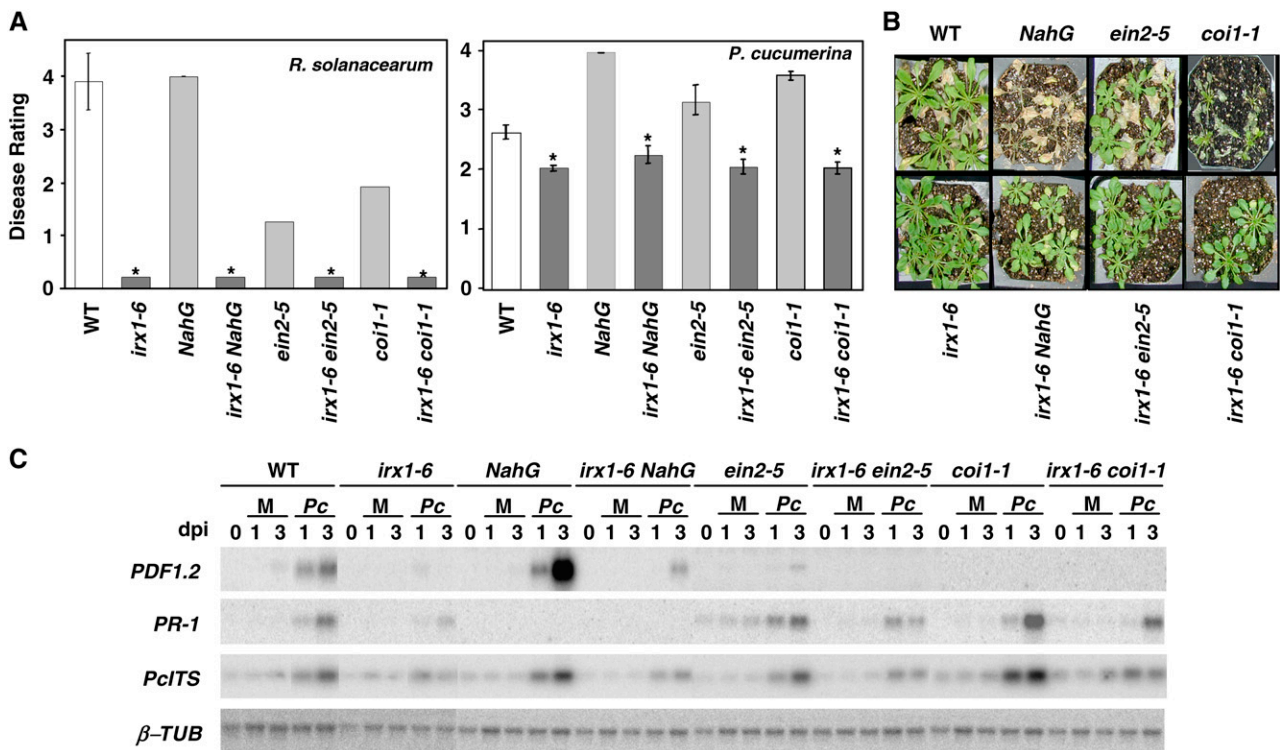 A
Disease Rating
4
3
2
1
0
R. solanacearum
WT
irx1-6
NahG
irx1-6 NahG
ein2-5
irx1-6 ein2-5
coi1-1
irx1-6 coi1-1
* * * *
4
3
2
1
0
P. cucumerina
WT
irx1-6
NahG
irx1-6 NahG
ein2-5
irx1-6 ein2-5
coi1-1
irx1-6 coi1-1
* * * *
B
WT NahG ein2-5 coi1-1
irx1-6
irx1-6 NahG
irx1-6 ein2-5
irx1-6 coi1-1
C
WT irx1-6 NahG irx1-6 NahG ein2-5 irx1-6 ein2-5 coi1-1 irx1-6 coi1-1
M Pc M Pc M Pc M Pc M Pc M Pc M Pc M Pc
dpi 0 1 3 1 3 0 1 3 1 3 0 1 3 1 3 0 1 3 1 3 0 1 3 1 3 0 1 3 1 3 0 1 3 1 3 0 1 3 1 3
PDF1.2
PR-1
PcITS
β–TUB